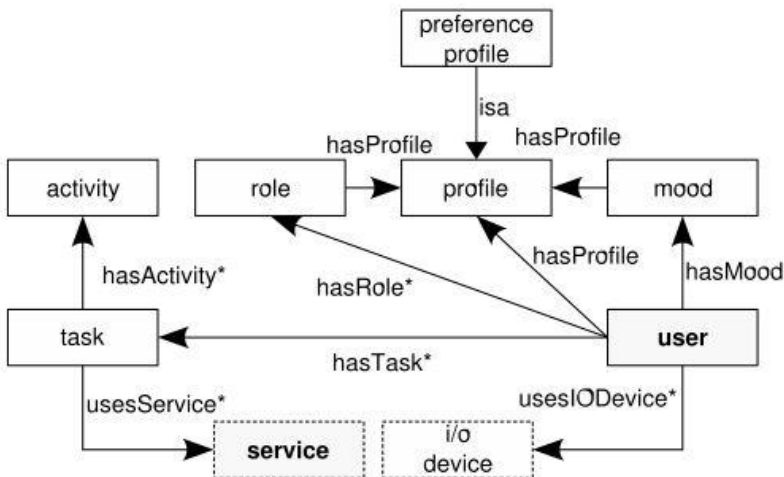 preference
profile
isa
hasProfile
hasProfile
activity
role
profile
mood
hasProfile
hasActivity*
hasRole*
hasMood
task
user
hasTask*
usesService*
usesIODevice*
service
i/o
device